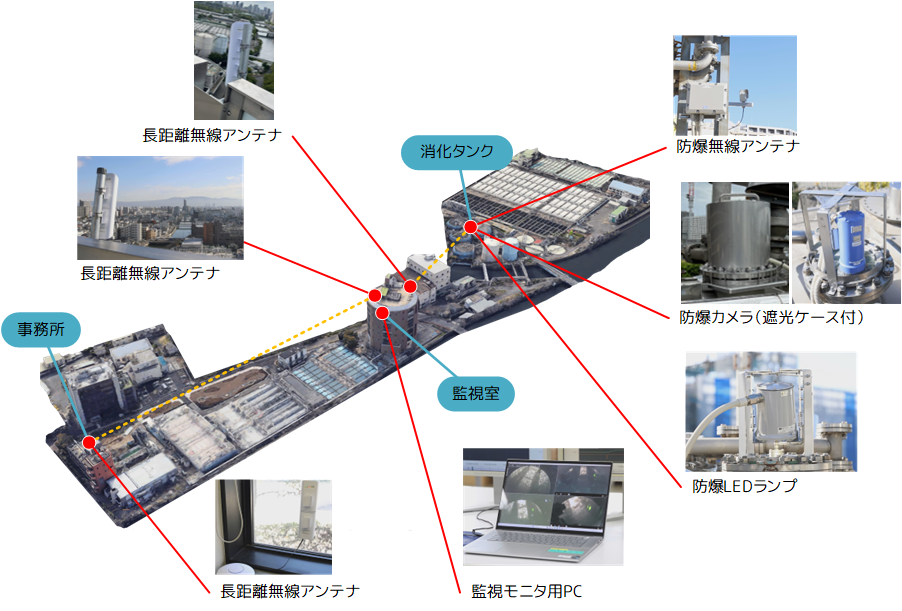 長距離無線アンテナ
防爆無線アンテナ
消化タンク
長距離無線アンテナ
防爆カメラ(遮光ケース付)
事務所
監視室
防爆LEDランプ
長距離無線アンテナ
監視モニタ用PC